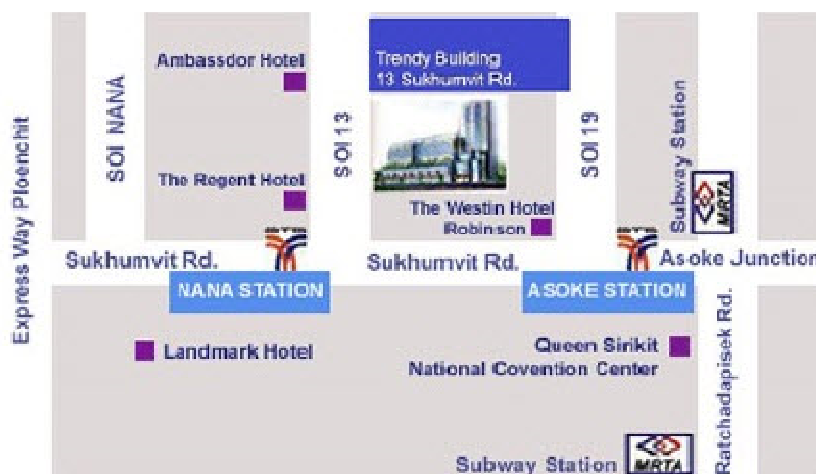 Ambassdor Hotel
Trendy Building
13 Sukhumvit Rd.
SOI NANA
SOI 13
SOI 19
Subway Station
MRTA
The Regent Hotel
The Westin Hotel
Robinson
Express Way Ploenchit
BTS
BTS
Sukhumvit Rd.
Sukhumvit Rd.
Asoke Junction
NANA STATION
ASOKE STATION
Landmark Hotel
Queen Sirikit
National Covention Center
Ratchadapisek Rd.
Subway Station
MRTA